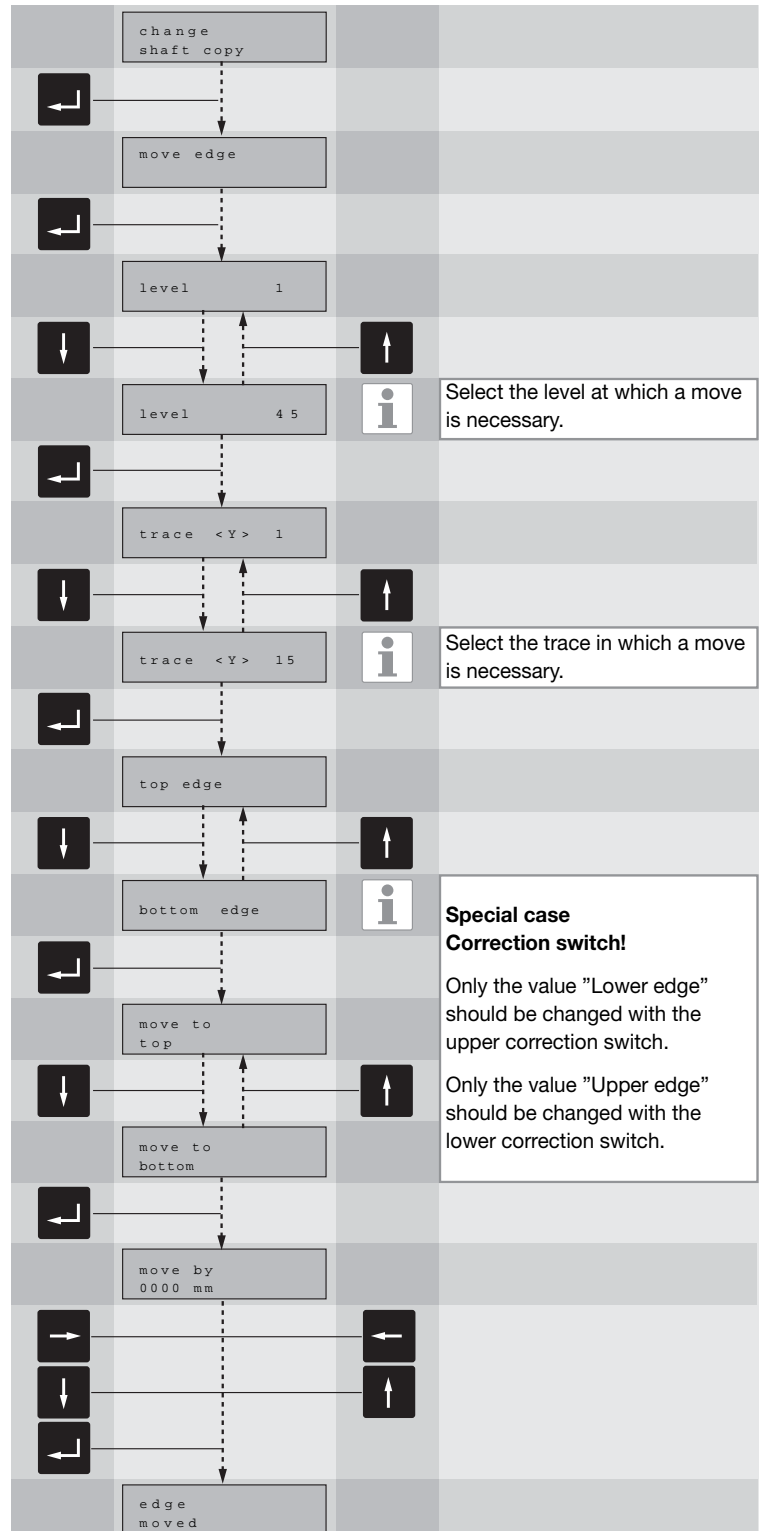 change
shaft copy
move edge
level 1
level 45
Select the level at which a move
is necessary.
trace <Y> 1
trace <Y> 15
Select the trace in which a move
is necessary.
top edge
bottom edge
Special case
Correction switch!
Only the value ”Lower edge”
should be changed with the
upper correction switch.
Only the value ”Upper edge”
should be changed with the
lower correction switch.
move to
top
move to
bottom
move by
0000 mm
edge
moved